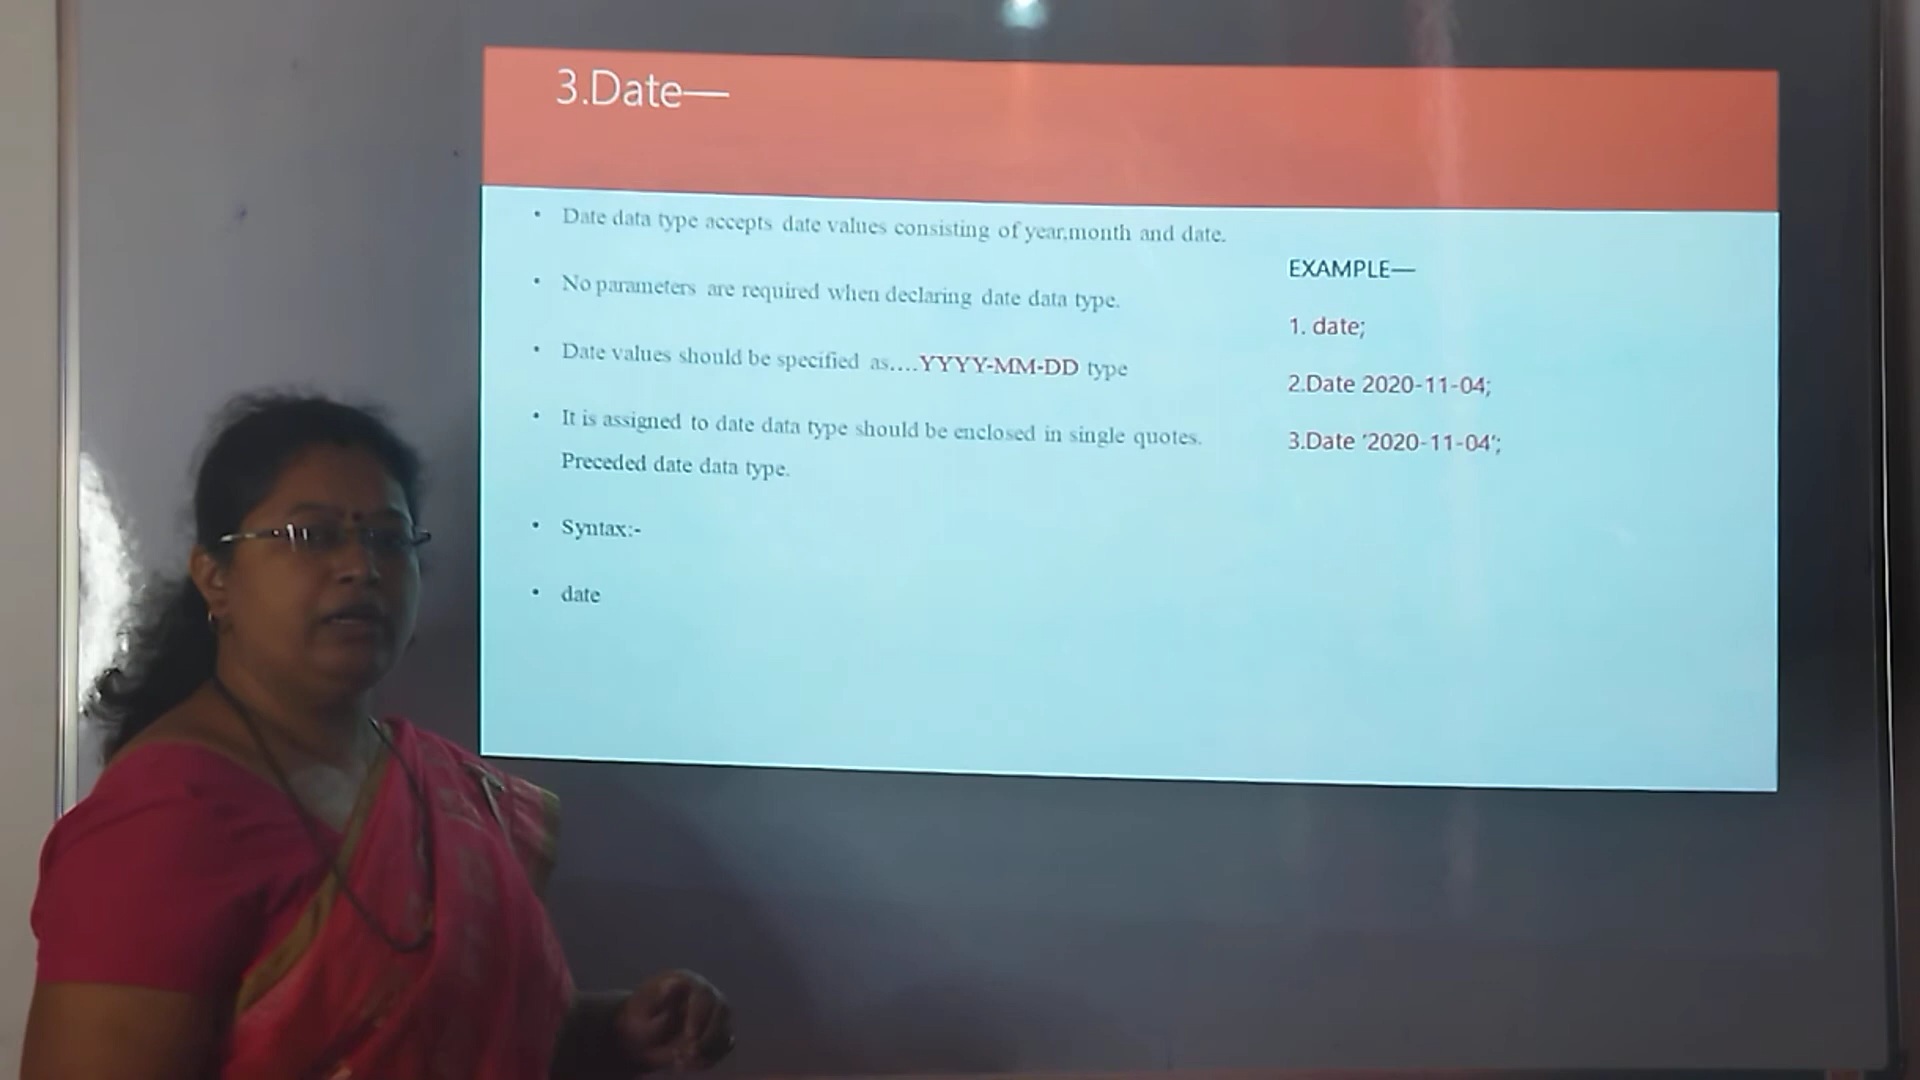 3.Date—
• Date data type accepts date values consisting of year,month and date.
• No parameters are required when declaring date data type.
• Date values should be specified as....YYYY-MM-DD type
• It is assigned to date data type should be enclosed in single quotes.
Preceded date data type.
• Syntax:-
• date
EXAMPLE—
1. date;
2.Date 2020-11-04;
3.Date '2020-11-04';